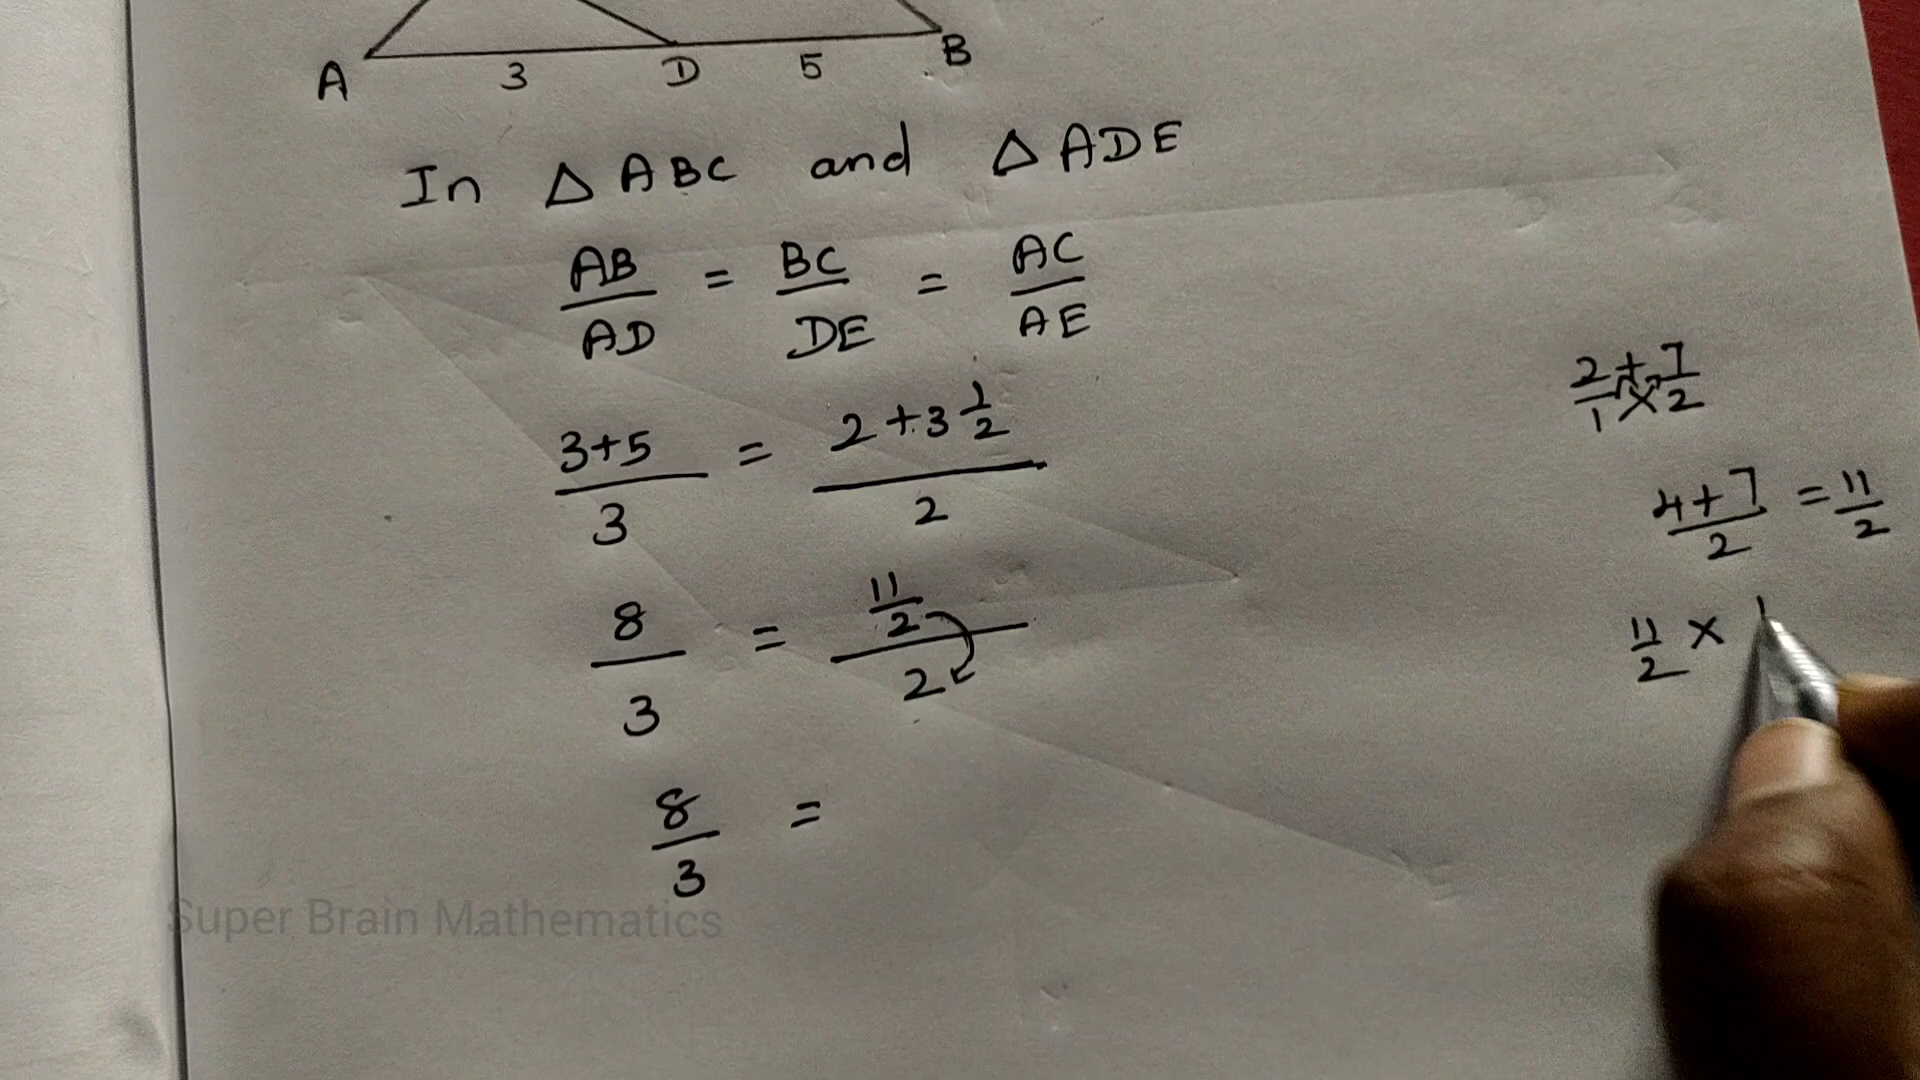 A 3 D 5 B
In △ ABC and △ ADE
AB/AD = BC/DE = AC/AE
3+5/3 = 2+3 1/2/2
8/3 = 11/2/2
8/3 =
2/1 + 7/2
4+7/2 = 11/2
11/2 × 1
Super Brain Mathematics